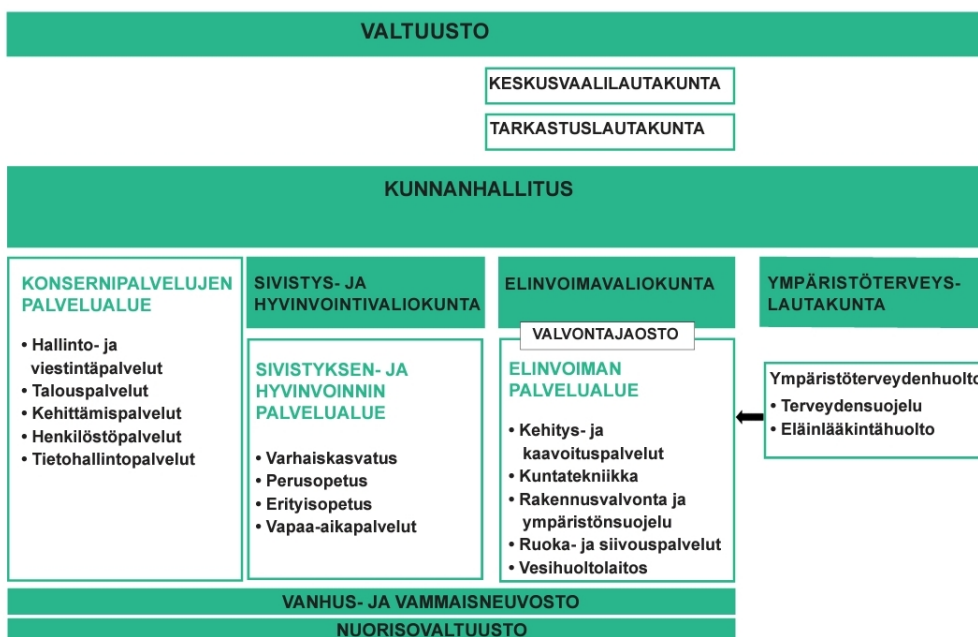 VALTUUSTO
KESKUSVAALILAUTAKUNTA
TARKASTUSLAUTAKUNTA
KUNNANHALLITUS
KONSERNIPALVELUJEN
PALVELUALUE
• Hallinto- ja
viestintäpalvelut
• Talouspalvelut
• Kehittämispalvelut
• Henkilöstöpalvelut
• Tietohallintopalvelut
SIVISTYS- JA
HYVINVOINTIVALIOKUNTA
SIVISTYKSEN- JA
HYVINVOINNIN
PALVELUALUE
• Varhaiskasvatus
• Perusopetus
• Erityisopetus
• Vapaa-aikapalvelut
ELINVOIMAVALIOKUNTA
VALVONTAJAOSTO
ELINVOIMAN
PALVELUALUE
• Kehitys- ja
kaavoituspalvelut
• Kuntatekniikka
• Rakennusvalvonta ja
ympäristönsuojelu
• Ruoka- ja siivouspalvelut
• Vesihuoltolaitos
YMPÄRISTÖTERVEYS-
LAUTAKUNTA
Ympäristöterveydenhuolto
• Terveydensuojelu
• Eläinlääkintähuolto
VANHUS- JA VAMMAISNEUVOSTO
NUORISOVALTUUSTO